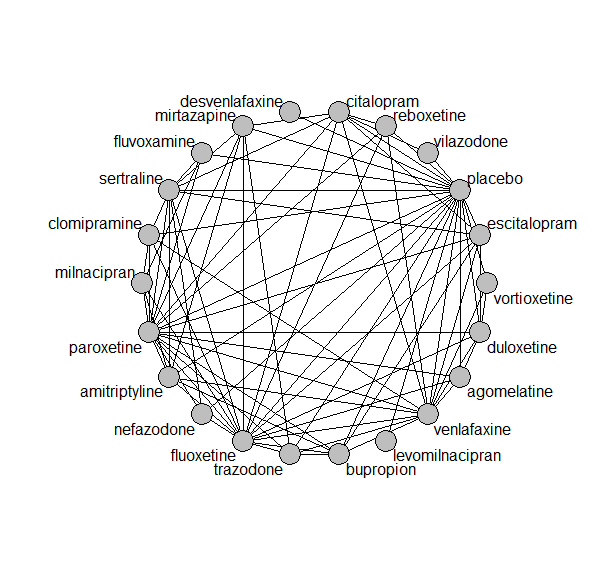 desvenlafaxine
citalopram
mirtazapine
reboxetine
fluvoxamine
vilazodone
sertraline
placebo
clomipramine
escitalopram
milnacipran
vortioxetine
paroxetine
duloxetine
amitriptyline
agomelatine
nefazodone
venlafaxine
fluoxetine
levomilnacipran
trazodone
bupropion